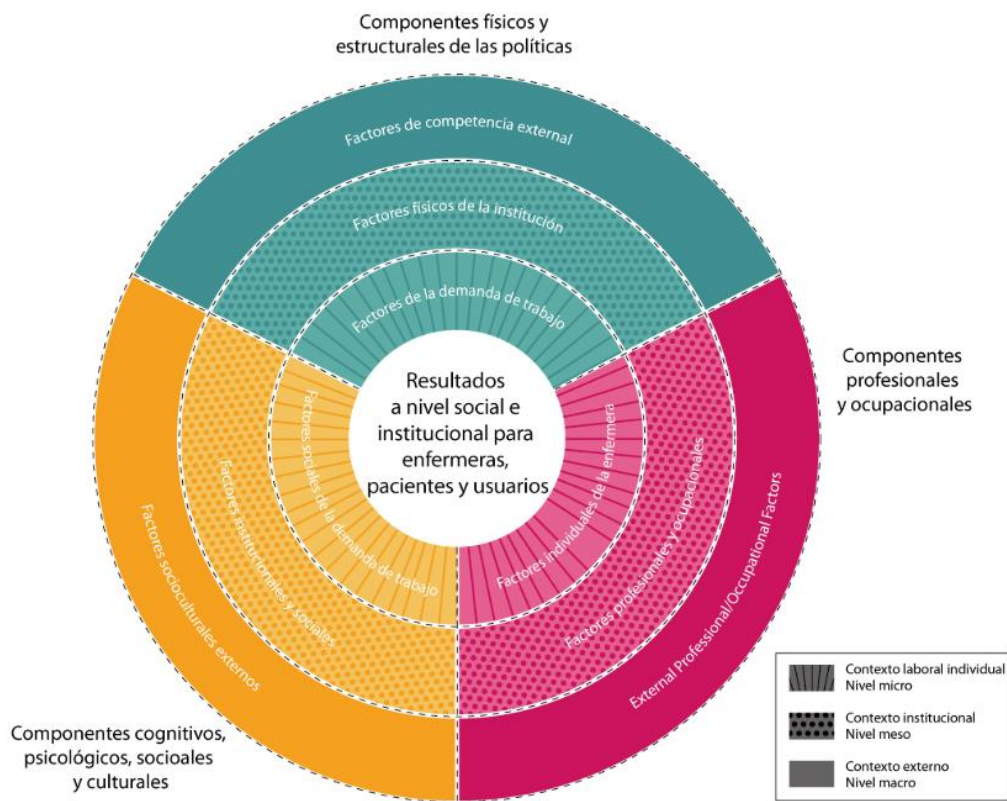 Componentes físicos y
estructurales de las políticas
Factores de competencia external
Factores físicos de la institución
Factores de la demanda de trabajo
Resultados
a nivel social e
institucional para
enfermeras,
pacientes y usuarios
Componentes
profesionales
y ocupacionales
Factores individuales de la enfermera
Factores profesionales y ocupacionales
External Professional/Occupational Factors
Factores sociales de la demanda de trabajo
Factores institucionales y sociales
Factores socioculturales externos
Componentes cognitivos,
psicológicos, socioales
y culturales
Contexto laboral individual
Nivel micro
Contexto institucional
Nivel meso
Contexto externo
Nivel macro